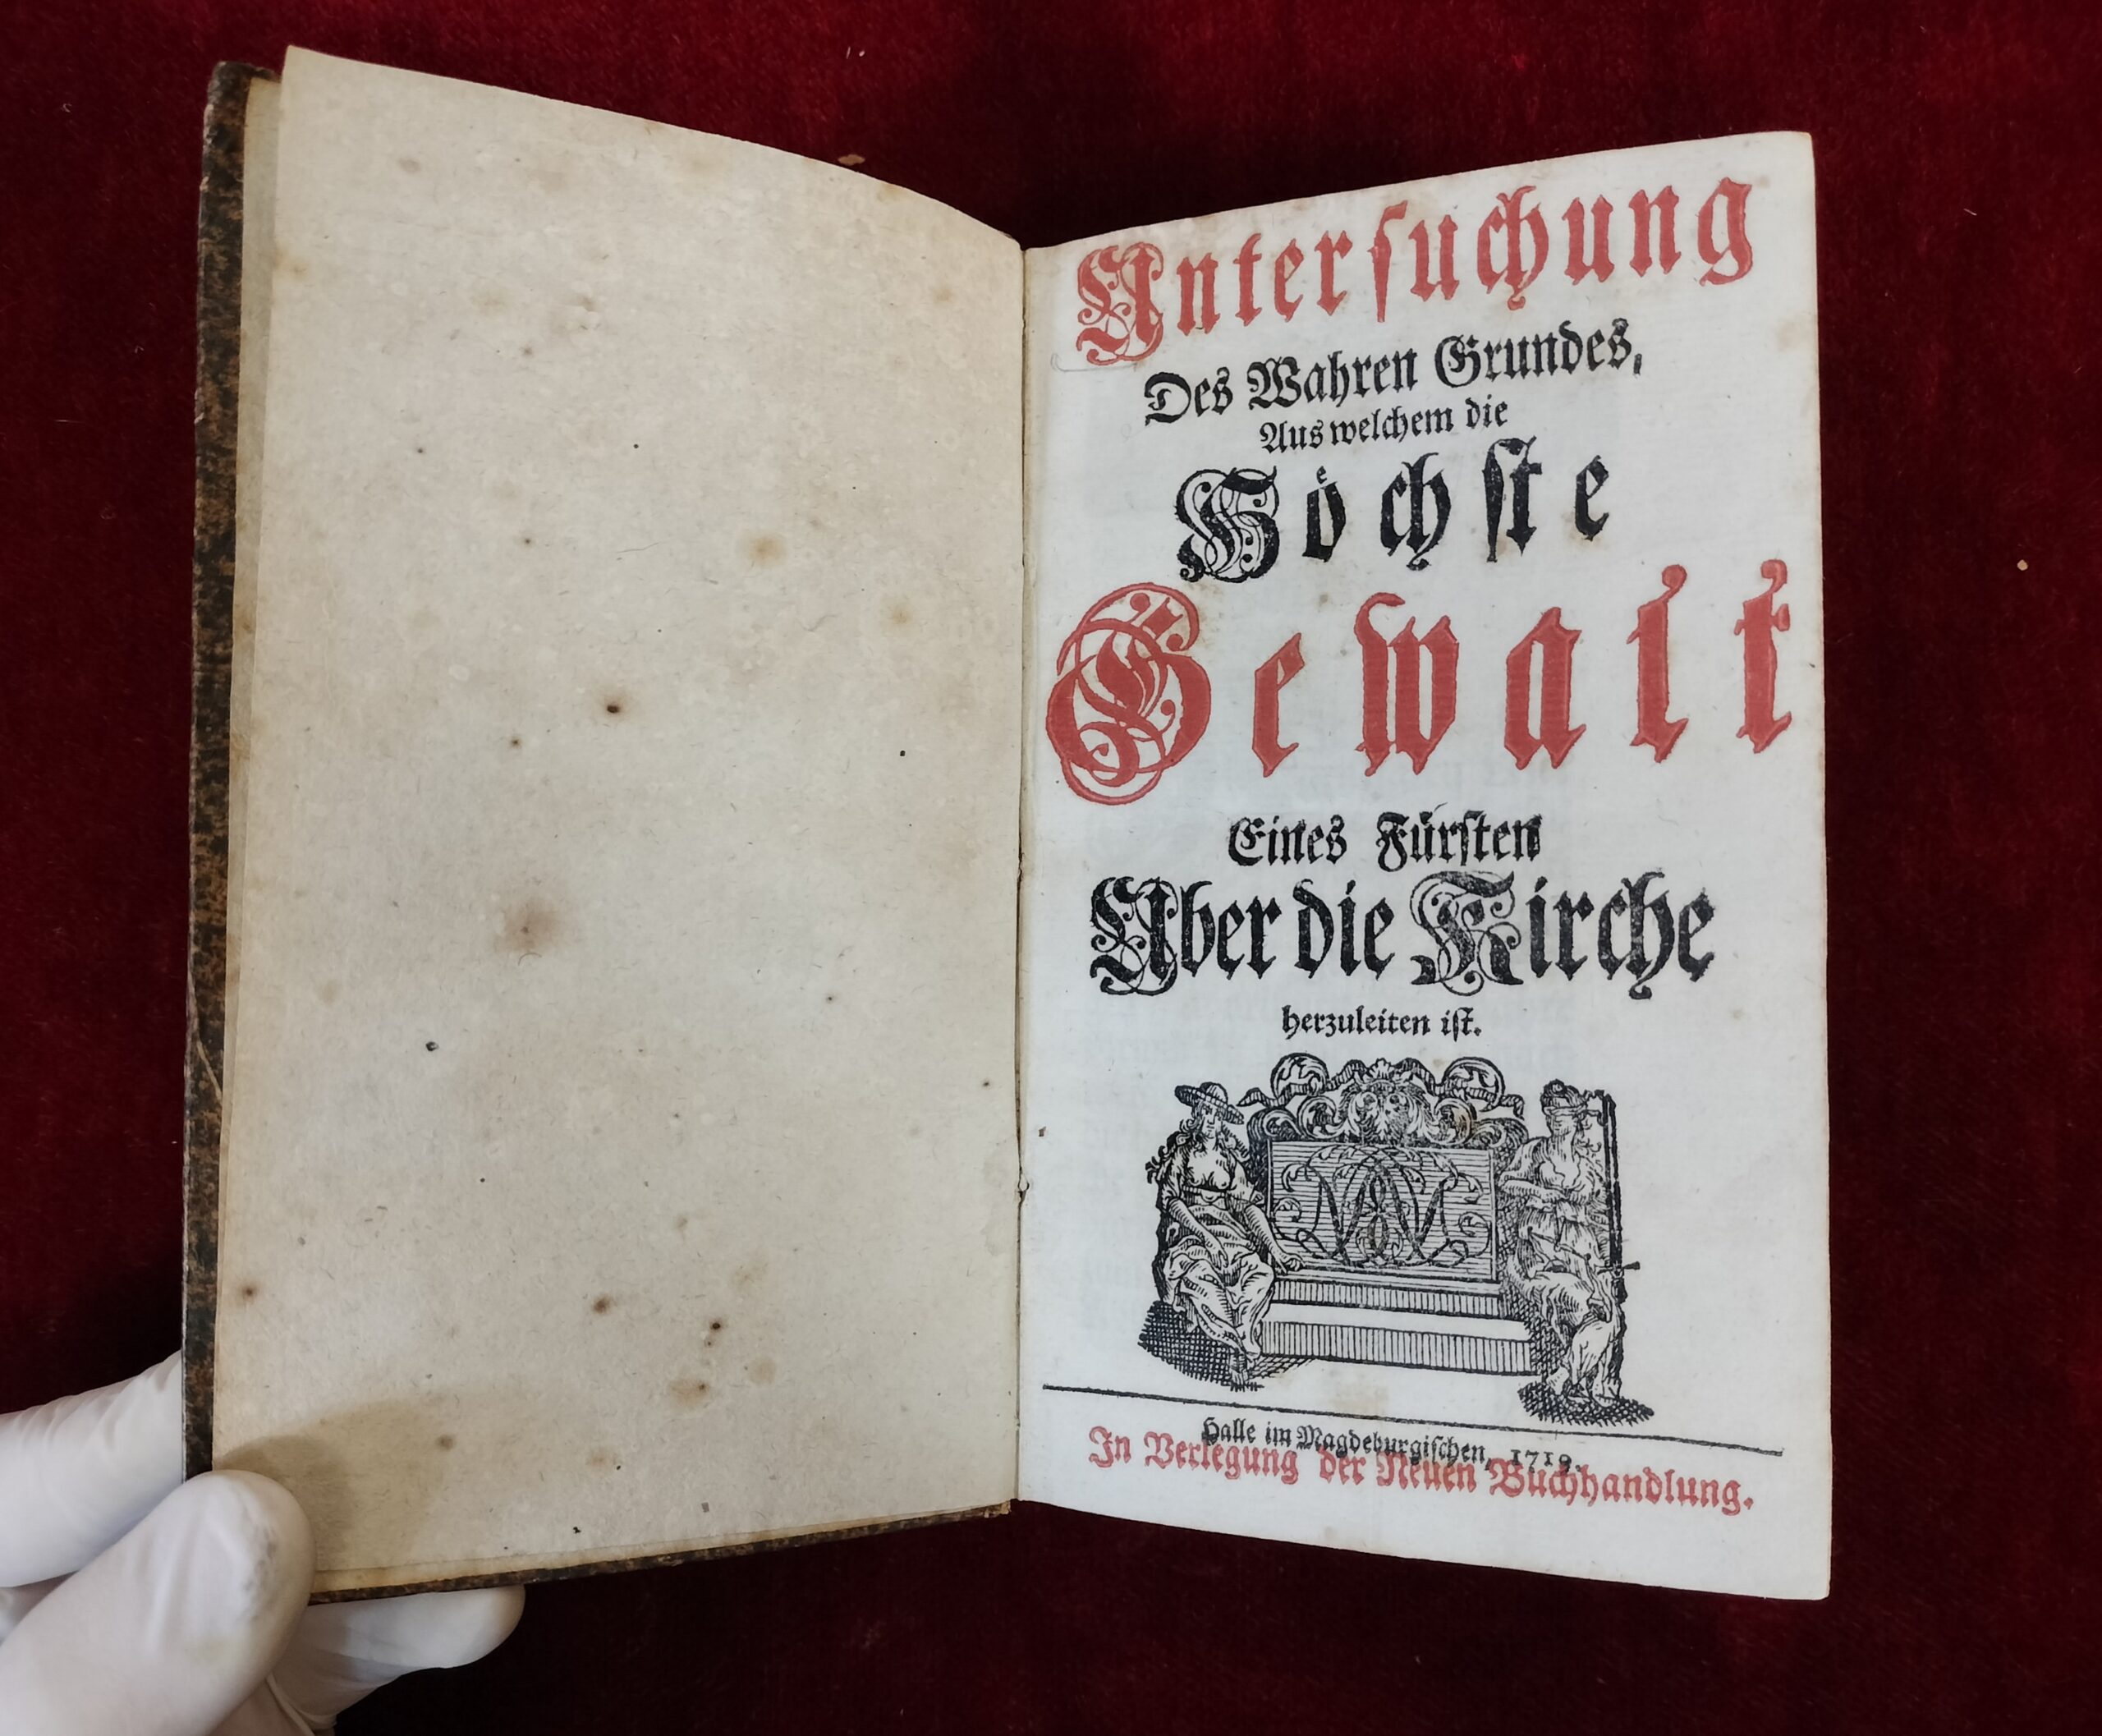 Unterſuchung
Des Wahren Grundes,
Aus welchem die
Höchſte
Gewalt
Eines Fürſten
Uber die Kirche
herzuleiten iſt.
Halle im Magdeburgiſchen, 1719.
In Verlegung der Neuen Buchhandlung.